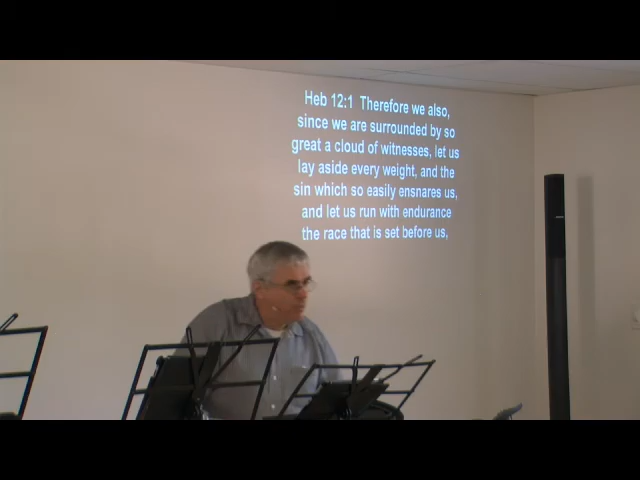 Heb 12:1 Therefore we also,
since we are surrounded by so
great a cloud of witnesses, let us
lay aside every weight, and the
sin which so easily ensnares us,
and let us run with endurance
the race that is set before us,